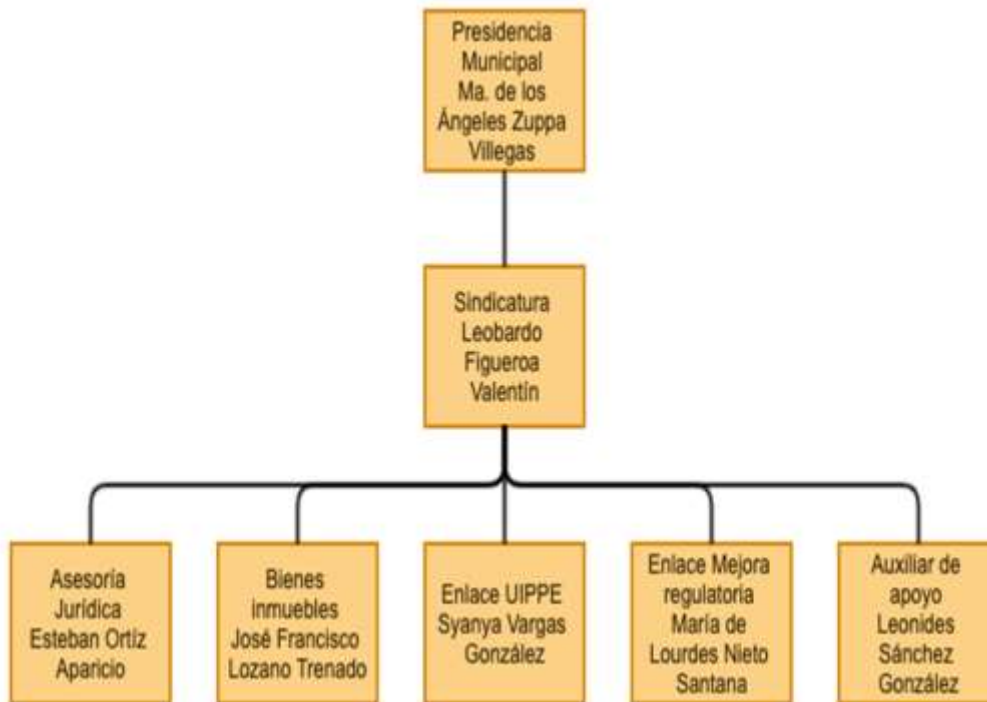 Presidencia
Municipal
Ma. de los
Ángeles Zuppa
Villegas
Sindicatura
Leobardo
Figueroa
Valentín
Asesoría
Jurídica
Esteban Ortíz
Aparicio
Bienes
inmuebles
José Francisco
Lozano Trenado
Enlace UIPPE
Syanya Vargas
González
Enlace Mejora
regulatoria
María de
Lourdes Nieto
Santana
Auxiliar de
apoyo
Leonides
Sánchez
González